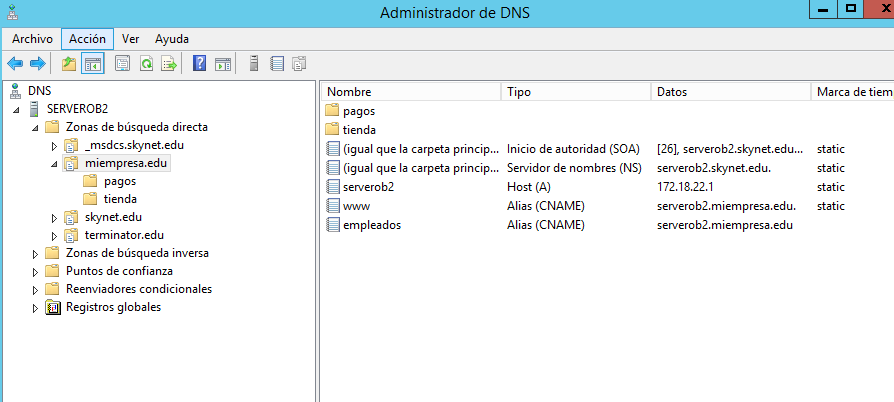 Administrador de DNS
Archivo Acción Ver Ayuda
DNS
SERVEROB2
Zonas de búsqueda directa
_msdcs.skynet.edu
miempresa.edu
pagos
tienda
skynet.edu
terminator.edu
Zonas de búsqueda inversa
Puntos de confianza
Reenviadores condicionales
Registros globales
Nombre Tipo Datos Marca de tiem
pagos
tienda
(igual que la carpeta princip... Inicio de autoridad (SOA) [26], serverob2.skynet.edu... static
(igual que la carpeta princip... Servidor de nombres (NS) serverob2.skynet.edu. static
serverob2 Host (A) 172.18.22.1 static
www Alias (CNAME) serverob2.miempresa.edu. static
empleados Alias (CNAME) serverob2.miempresa.edu